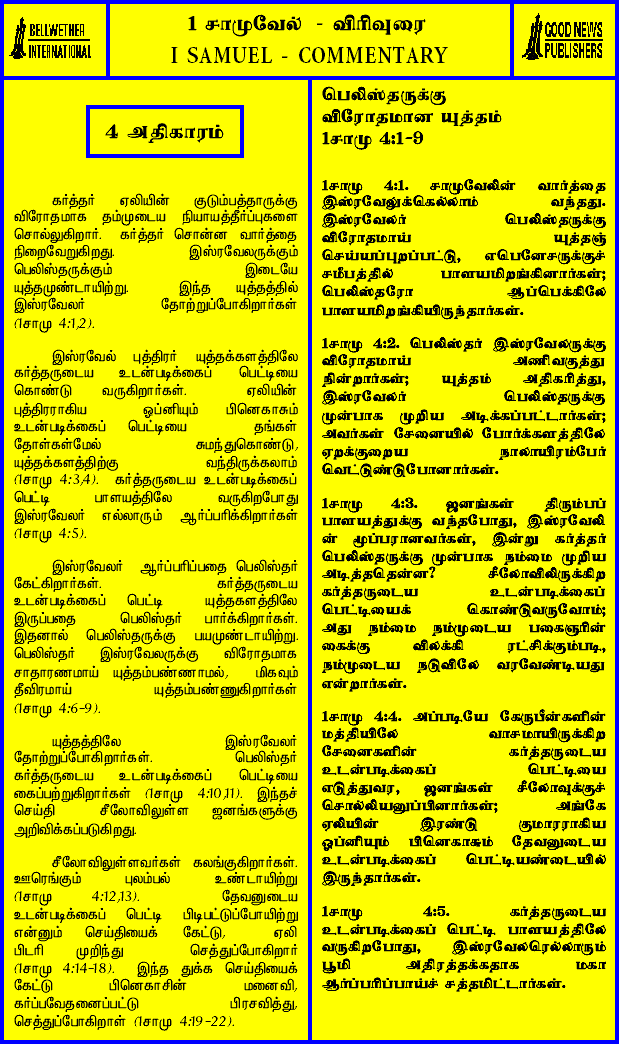 BELLWETHER
INTERNATIONAL
1 சாமுவேல் - விரிவுரை
I SAMUEL - COMMENTARY
GOOD NEWS
PUBLISHERS
4 அதிகாரம்
கர்த்தர் ஏலியின் குடும்பத்தாருக்கு
விரோதமாக தம்முடைய நியாயத்தீர்ப்புகளை
சொல்லுகிறார். கர்த்தர் சொன்ன வார்த்தை
நிறைவேறுகிறது. இஸ்ரவேலருக்கும்
பெலிஸ்தருக்கும் இடையே
யுத்தமுண்டாயிற்று. இந்த யுத்தத்தில்
இஸ்ரவேலர் தோற்றுப்போகிறார்கள்
(1சாமு 4:1,2).
இஸ்ரவேல் புத்திரர் யுத்தக்களத்திலே
கர்த்தருடைய உடன்படிக்கைப் பெட்டியை
கொண்டு வருகிறார்கள். ஏலியின்
புத்திரராகிய ஒப்னியும் பினெகாசும்
உடன்படிக்கைப் பெட்டியை தங்கள்
தோள்கள்மேல் சுமந்துகொண்டு,
யுத்தக்களத்திற்கு வந்திருக்கலாம்
(1சாமு 4:3,4). கர்த்தருடைய உடன்படிக்கைப்
பெட்டி பாளயத்திலே வருகிறபோது
இஸ்ரவேலர் எல்லாரும் ஆர்ப்பரிக்கிறார்கள்
(1சாமு 4:5).
இஸ்ரவேலர் ஆர்ப்பரிப்பதை பெலிஸ்தர்
கேட்கிறார்கள். கர்த்தருடைய
உடன்படிக்கைப் பெட்டி யுத்தகளத்திலே
இருப்பதை பெலிஸ்தர் பார்க்கிறார்கள்.
இதனால் பெலிஸ்தருக்கு பயமுண்டாயிற்று.
பெலிஸ்தர் இஸ்ரவேலருக்கு விரோதமாக
சாதாரணமாய் யுத்தம்பண்ணாமல், மிகவும்
தீவிரமாய் யுத்தம்பண்ணுகிறார்கள்
(1சாமு 4:6-9).
யுத்தத்திலே இஸ்ரவேலர்
தோற்றுப்போகிறார்கள். பெலிஸ்தர்
கர்த்தருடைய உடன்படிக்கைப் பெட்டியை
கைப்பற்றுகிறார்கள் (1சாமு 4:10,11). இந்தச்
செய்தி சீலோவிலுள்ள ஜனங்களுக்கு
அறிவிக்கப்படுகிறது.
சீலோவிலுள்ளவர்கள் கலங்குகிறார்கள்.
ஊரெங்கும் புலம்பல் உண்டாயிற்று
(1சாமு 4:12,13). தேவனுடைய
உடன்படிக்கைப் பெட்டி பிடிபட்டுப்போயிற்று
என்னும் செய்தியைக் கேட்டு, ஏலி
பிடரி முறிந்து செத்துப்போகிறார்
(1சாமு 4:14-18). இந்த துக்க செய்தியைக்
கேட்டு பினெகாசின் மனைவி,
கர்ப்பவேதனைப்பட்டு பிரசவித்து,
செத்துப்போகிறாள் (1சாமு 4:19-22).
பெலிஸ்தருக்கு
விரோதமான யுத்தம்
1சாமு 4:1-9
1சாமு 4:1. சாமுவேலின் வார்த்தை
இஸ்ரவேலுக்கெல்லாம் வந்தது.
இஸ்ரவேலர் பெலிஸ்தருக்கு
விரோதமாய் யுத்தஞ்
செய்யப்புறப்பட்டு, எபெனேசருக்குச்
சமீபத்தில் பாளயமிறங்கினார்கள்;
பெலிஸ்தரோ ஆப்பெக்கிலே
பாளயமிறங்கியிருந்தார்கள்.
1சாமு 4:2. பெலிஸ்தர் இஸ்ரவேலருக்கு
விரோதமாய் அணிவகுத்து
நின்றார்கள்; யுத்தம் அதிகரித்து,
இஸ்ரவேலர் பெலிஸ்தருக்கு
முன்பாக முறிய அடிக்கப்பட்டார்கள்;
அவர்கள் சேனையில் போர்க்களத்திலே
ஏறக்குறைய நாலாயிரம்பேர்
வெட்டுண்டுபோனார்கள்.
1சாமு 4:3. ஜனங்கள் திரும்பப்
பாளயத்துக்கு வந்தபோது, இஸ்ரவேலி
ன் மூப்பரானவர்கள், இன்று கர்த்தர்
பெலிஸ்தருக்கு முன்பாக நம்மை முறிய
அடித்ததென்ன? சீலோவிலிருக்கிற
கர்த்தருடைய உடன்படிக்கைப்
பெட்டியைக் கொண்டுவருவோம்;
அது நம்மை நம்முடைய பகைஞரின்
கைக்கு விலக்கி ரட்சிக்கும்படி,
நம்முடைய நடுவிலே வரவேண்டியது
என்றார்கள்.
1சாமு 4:4. அப்படியே கேருபீன்களின்
மத்தியிலே வாசமாயிருக்கிற
சேனைகளின் கர்த்தருடைய
உடன்படிக்கைப் பெட்டியை
எடுத்துவர, ஜனங்கள் சீலோவுக்குச்
சொல்லியனுப்பினார்கள்; அங்கே
ஏலியின் இரண்டு குமாரராகிய
ஒப்னியும் பினெகாசும் தேவனுடைய
உடன்படிக்கைப் பெட்டியண்டையில்
இருந்தார்கள்.
1சாமு 4:5. கர்த்தருடைய
உடன்படிக்கைப் பெட்டி பாளயத்திலே
வருகிறபோது, இஸ்ரவேலரெல்லாரும்
பூமி அதிரத்தக்கதாக மகா
ஆர்ப்பரிப்பாய்ச் சத்தமிட்டார்கள்.